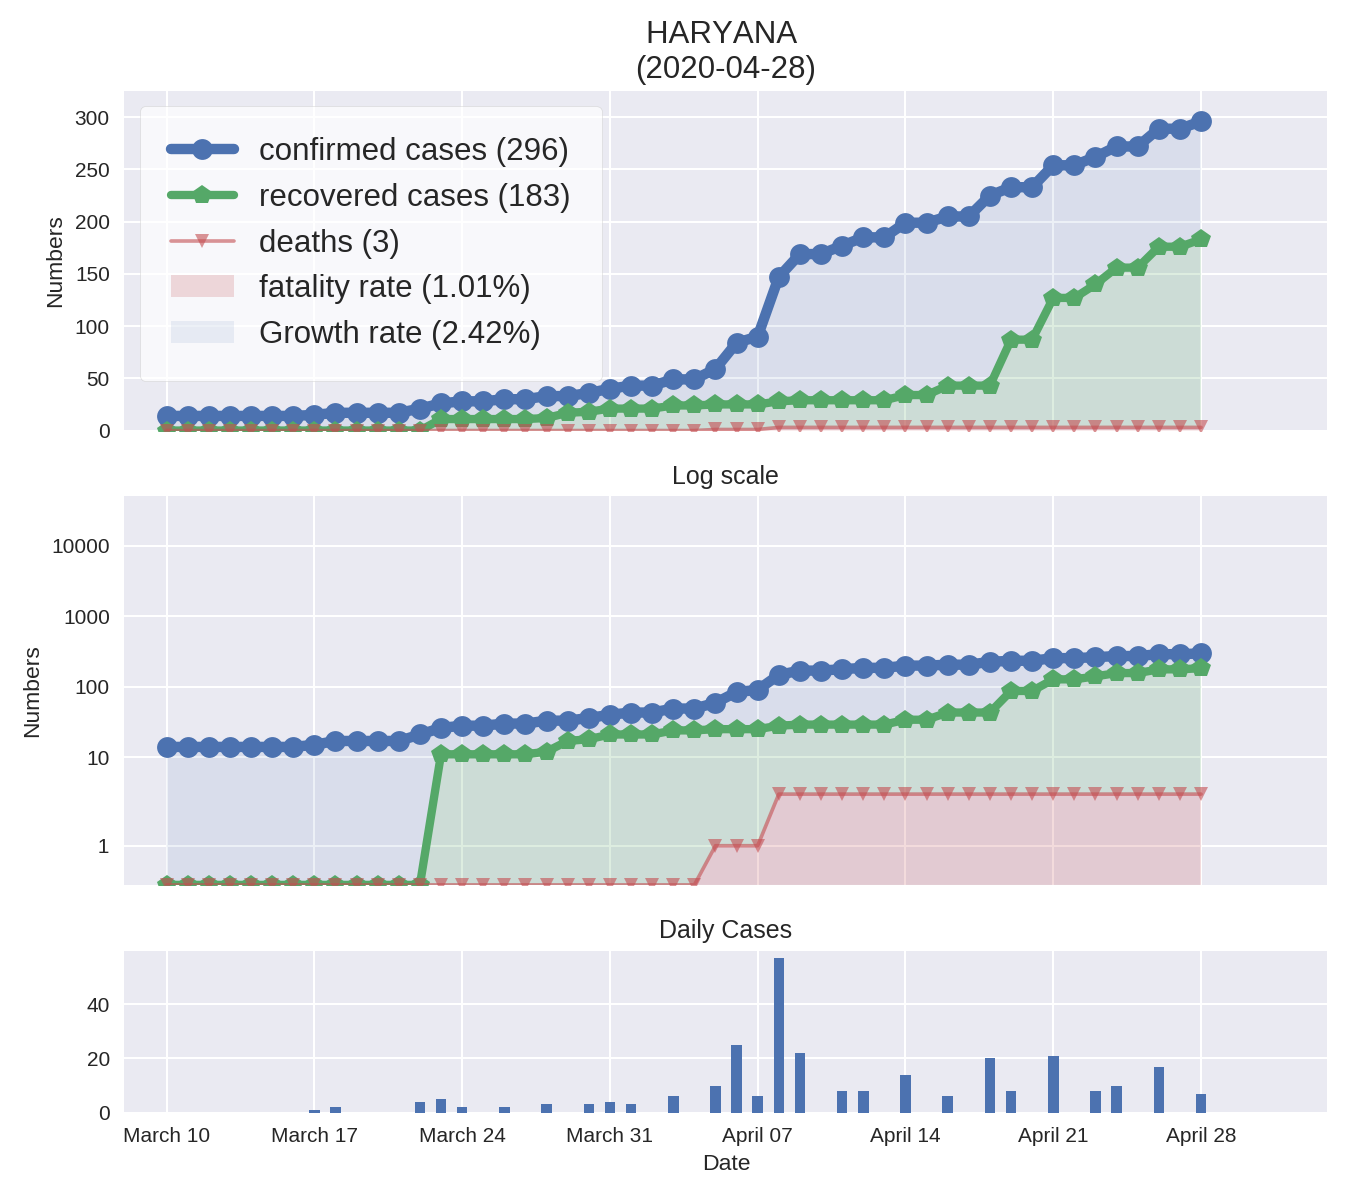 HARYANA
(2020-04-28)
300
250
200
150
100
50
0
Numbers
confirmed cases (296)
recovered cases (183)
deaths (3)
fatality rate (1.01%)
Growth rate (2.42%)
Log scale
10000
1000
100
10
1
Numbers
Daily Cases
40
20
0
March 10 March 17 March 24 March 31 April 07 April 14 April 21 April 28
Date